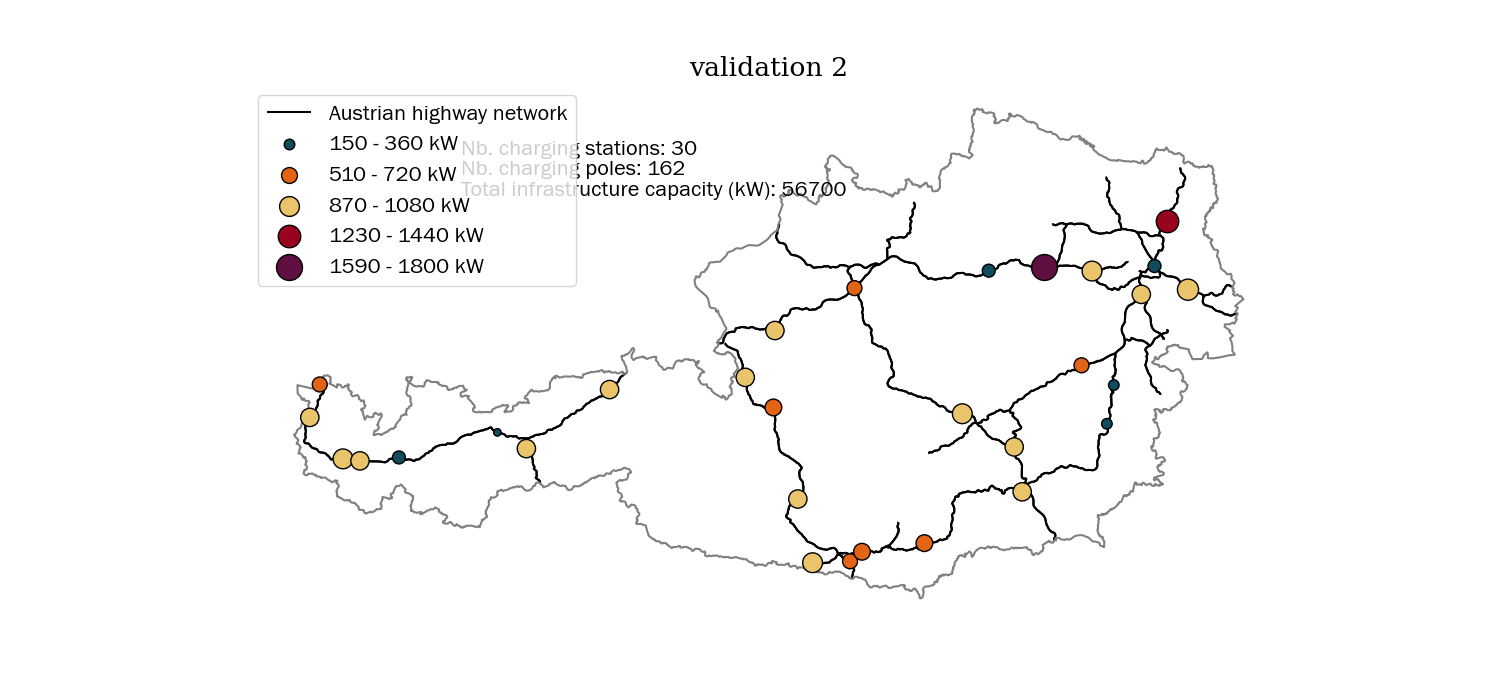 validation 2
Austrian highway network
150 - 360 kW
510 - 720 kW
870 - 1080 kW
1230 - 1440 kW
1590 - 1800 kW
Nb. charging stations: 30
Nb. charging poles: 162
Total infrastructure capacity (kW): 56700